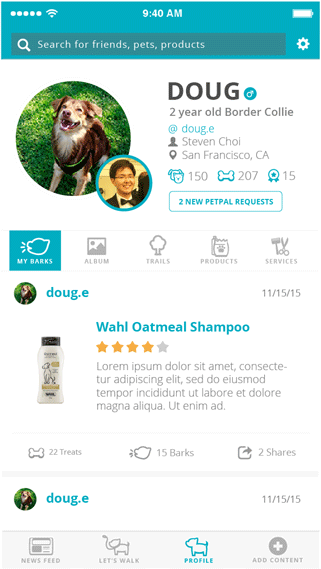 9:40 AM
Search for friends, pets, products
DOUG
2 year old Border Collie
@ doug.e
Steven Choi
San Francisco, CA
150 207 15
2 NEW PETPAL REQUESTS
MY BARKS ALBUM TRAILS PRODUCTS SERVICES
doug.e 11/15/15
Wahl Oatmeal Shampoo
Lorem ipsum dolor sit amet, consecte-
tur adipiscing elit, sed do eiusmod
tempor incididunt ut labore et dolore
magna aliqua. Ut enim ad.
WAHL
22 Treats 15 Barks 2 Shares
doug.e 11/15/15
NEWS FEED LET'S WALK PROFILE ADD CONTENT